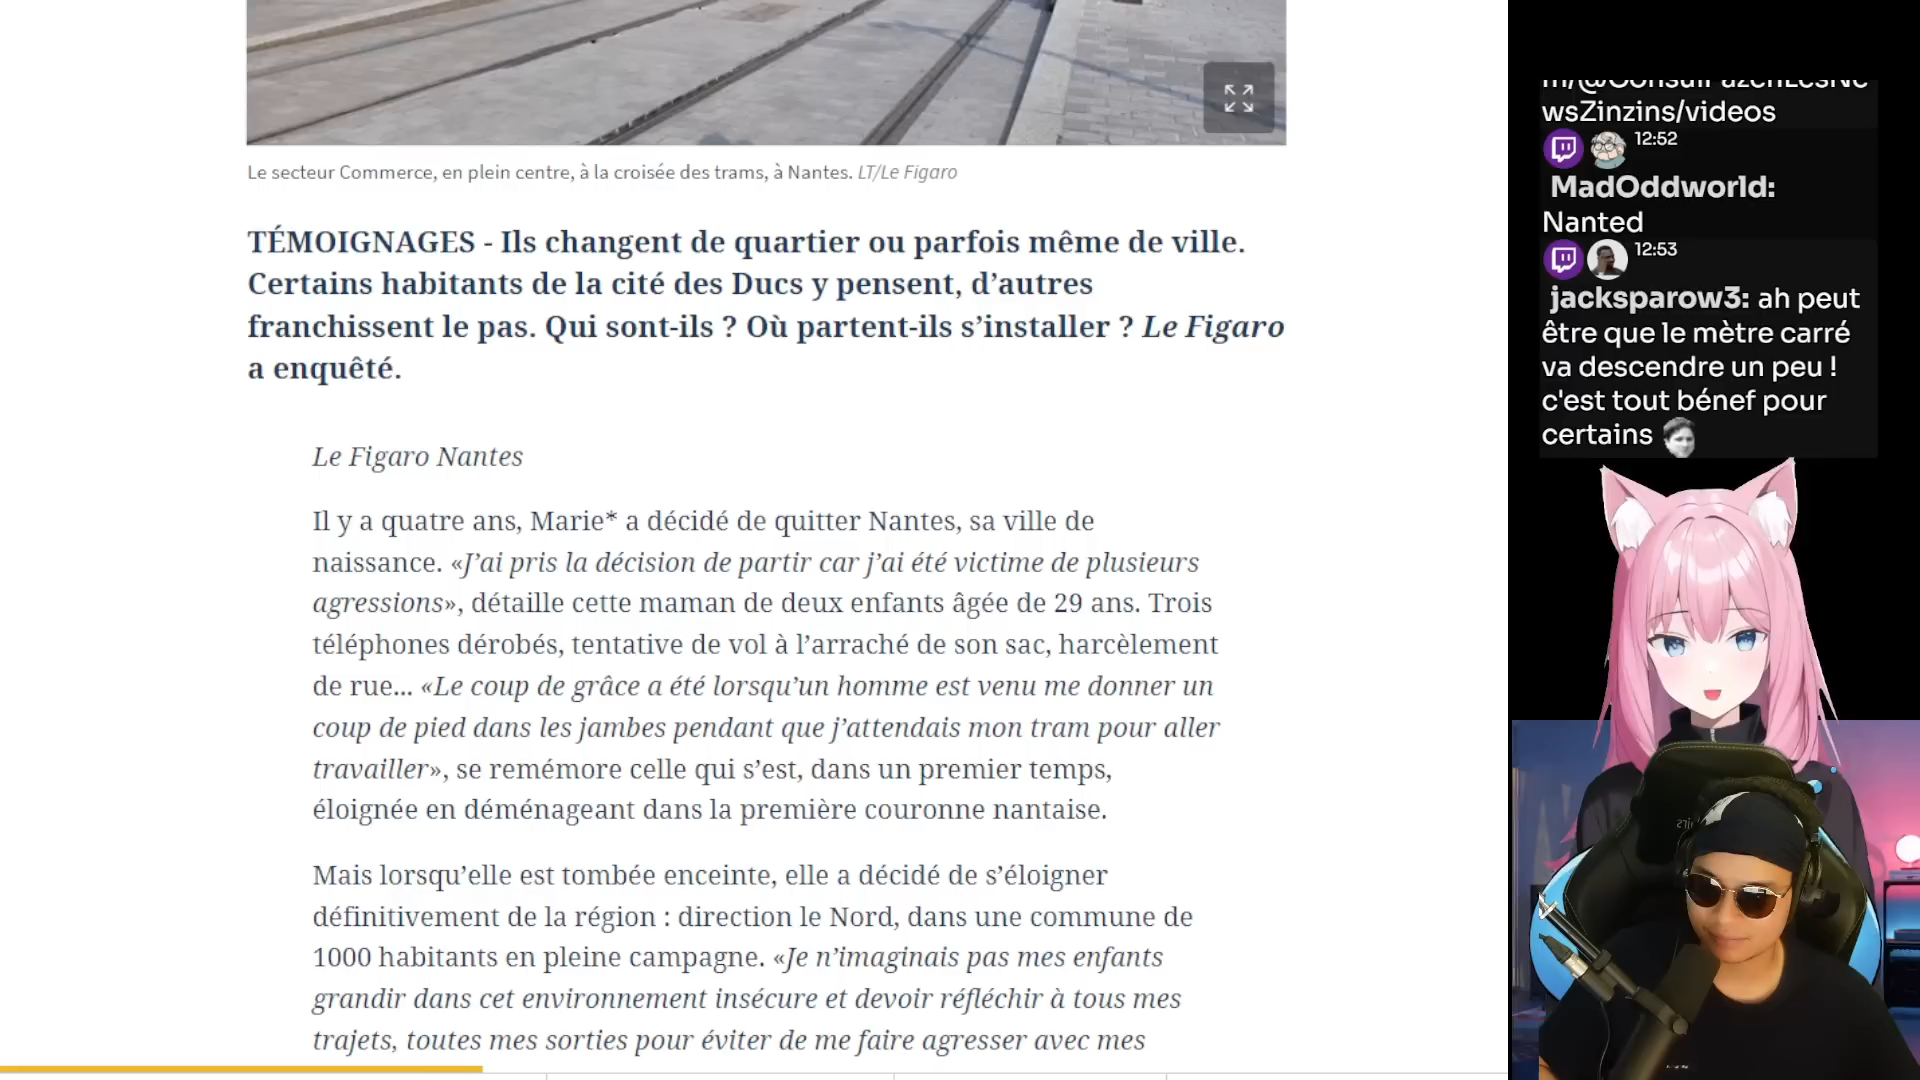 Le secteur Commerce, en plein centre, à la croisée des trams, à Nantes. LT/Le Figaro
TÉMOIGNAGES - Ils changent de quartier ou parfois même de ville.
Certains habitants de la cité des Ducs y pensent, d’autres
franchissent le pas. Qui sont-ils ? Où partent-ils s’installer ? Le Figaro
a enquêté.
Le Figaro Nantes
Il y a quatre ans, Marie* a décidé de quitter Nantes, sa ville de
naissance. «J’ai pris la décision de partir car j’ai été victime de plusieurs
agressions», détaille cette maman de deux enfants âgée de 29 ans. Trois
téléphones dérobés, tentative de vol à l’arraché de son sac, harcèlement
de rue... «Le coup de grâce a été lorsqu’un homme est venu me donner un
coup de pied dans les jambes pendant que j’attendais mon tram pour aller
travailler», se remémore celle qui s’est, dans un premier temps,
éloignée en déménageant dans la première couronne nantaise.
Mais lorsqu’elle est tombée enceinte, elle a décidé de s’éloigner
définitivement de la région : direction le Nord, dans une commune de
1000 habitants en pleine campagne. «Je n’imaginais pas mes enfants
grandir dans cet environnement insécure et devoir réfléchir à tous mes
trajets, toutes mes sorties pour éviter de me faire agresser avec mes
wsZinzins/videos
12:52
MadOddworld:
Nanted
12:53
jacksparow3: ah peut
être que le mètre carré
va descendre un peu !
c'est tout bénef pour
certains